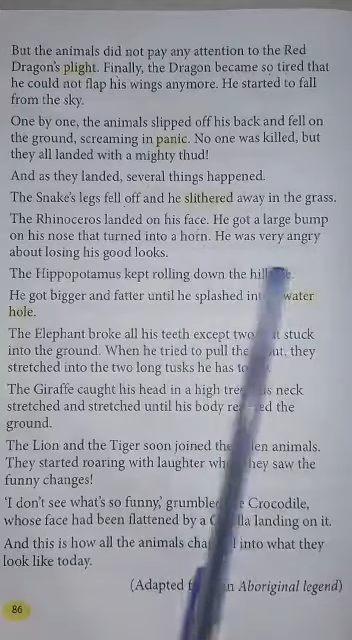 But the animals did not pay any attention to the Red
Dragon's plight. Finally, the Dragon became so tired that
he could not flap his wings anymore. He started to fall
from the sky.
One by one, the animals slipped off his back and fell on
the ground, screaming in panic. No one was killed, but
they all landed with a mighty thud!
And as they landed, several things happened.
The Snake's legs fell off and he slithered away in the grass.
The Rhinoceros landed on his face. He got a large bump
on his nose that turned into a horn. He was very angry
about losing his good looks.
The Hippopotamus kept rolling down the
He got bigger and fatter until he splashed water
hole.
The Elephant broke all his teeth except two stuck
into the ground. When he tried to pull they
stretched into the two long tusks he has
The Giraffe caught his head in a high neck
stretched and stretched until his body the
ground.
The Lion and the Tiger soon joined animals.
They started roaring with laughter they saw the
funny changes!
'I don't see what's so funny,' grumbled Crocodile,
whose face had been flattened by a landing on it.
And this is how all the animals into what they
look like today.
(Adapted Aboriginal legend)
86